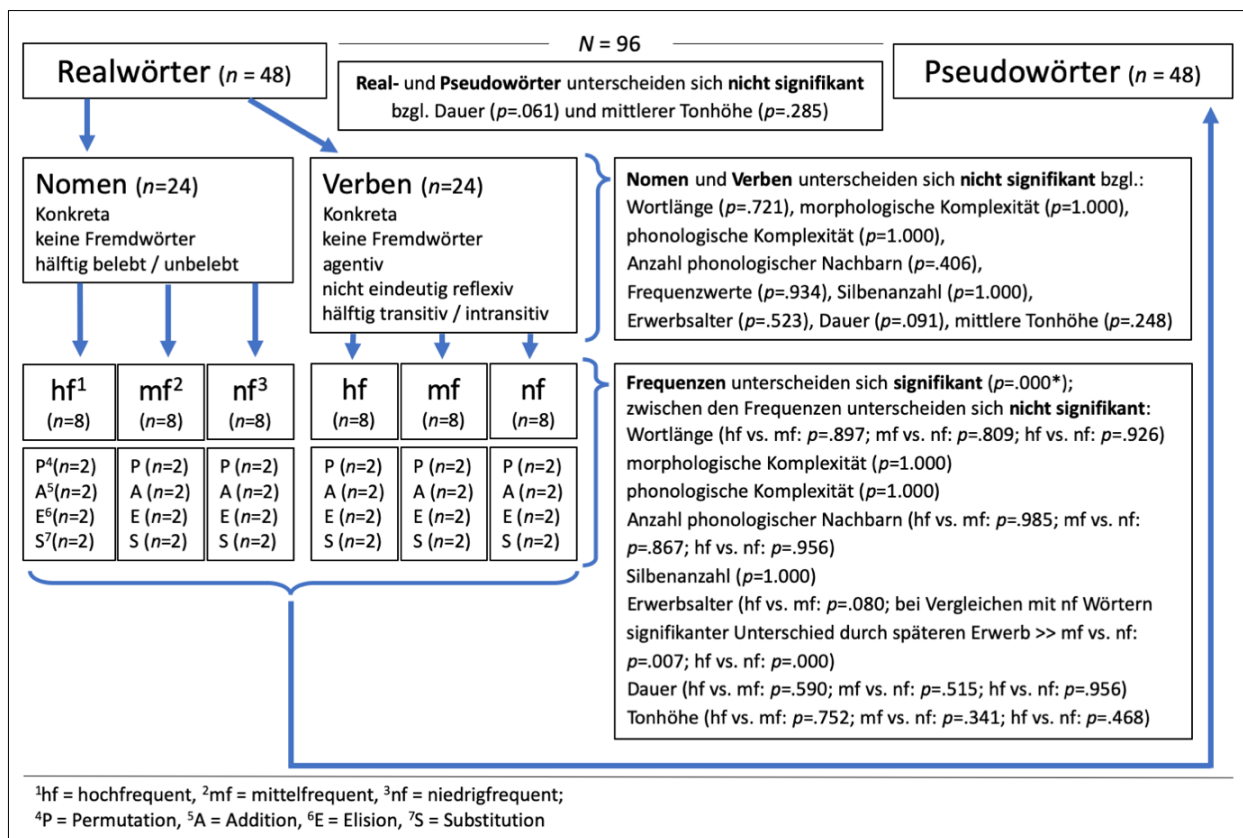 N = 96
Realwörter (n = 48)
Real- und Pseudowörter unterscheiden sich nicht signifikant
bzgl. Dauer (p=.061) und mittlerer Tonhöhe (p=.285)
Pseudowörter (n = 48)
Nomen (n=24)
Konkreta
keine Fremdwörter
hälftig belebt / unbelebt
Verben (n=24)
Konkreta
keine Fremdwörter
agentiv
nicht eindeutig reflexiv
hälftig transitiv / intransitiv
Nomen und Verben unterscheiden sich nicht signifikant bzgl.:
Wortlänge (p=.721), morphologische Komplexität (p=1.000),
phonologische Komplexität (p=1.000),
Anzahl phonologischer Nachbarn (p=.406),
Frequenzwerte (p=.934), Silbenanzahl (p=1.000),
Erwerbsalter (p=.523), Dauer (p=.091), mittlere Tonhöhe (p=.248)
hf¹
(n=8)
mf²
(n=8)
nf³
(n=8)
hf
(n=8)
mf
(n=8)
nf
(n=8)
P⁴(n=2)
A⁵(n=2)
E⁶(n=2)
S⁷(n=2)
P (n=2)
A (n=2)
E (n=2)
S (n=2)
P (n=2)
A (n=2)
E (n=2)
S (n=2)
P (n=2)
A (n=2)
E (n=2)
S (n=2)
P (n=2)
A (n=2)
E (n=2)
S (n=2)
P (n=2)
A (n=2)
E (n=2)
S (n=2)
Frequenzen unterscheiden sich signifikant (p=.000*);
zwischen den Frequenzen unterscheiden sich nicht signifikant:
Wortlänge (hf vs. mf: p=.897; mf vs. nf: p=.809; hf vs. nf: p=.926)
morphologische Komplexität (p=1.000)
phonologische Komplexität (p=1.000)
Anzahl phonologischer Nachbarn (hf vs. mf: p=.985; mf vs. nf:
p=.867; hf vs. nf: p=.956)
Silbenanzahl (p=1.000)
Erwerbsalter (hf vs. mf: p=.080; bei Vergleichen mit nf Wörtern
signifikanter Unterschied durch späteren Erwerb >> mf vs. nf:
p=.007; hf vs. nf: p=.000)
Dauer (hf vs. mf: p=.590; mf vs. nf: p=.515; hf vs. nf: p=.956)
Tonhöhe (hf vs. mf: p=.752; mf vs. nf: p=.341; hf vs. nf: p=.468)
¹hf = hochfrequent, ²mf = mittelfrequent, ³nf = niedrigfrequent;
⁴P = Permutation, ⁵A = Addition, ⁶E = Elision, ⁷S = Substitution